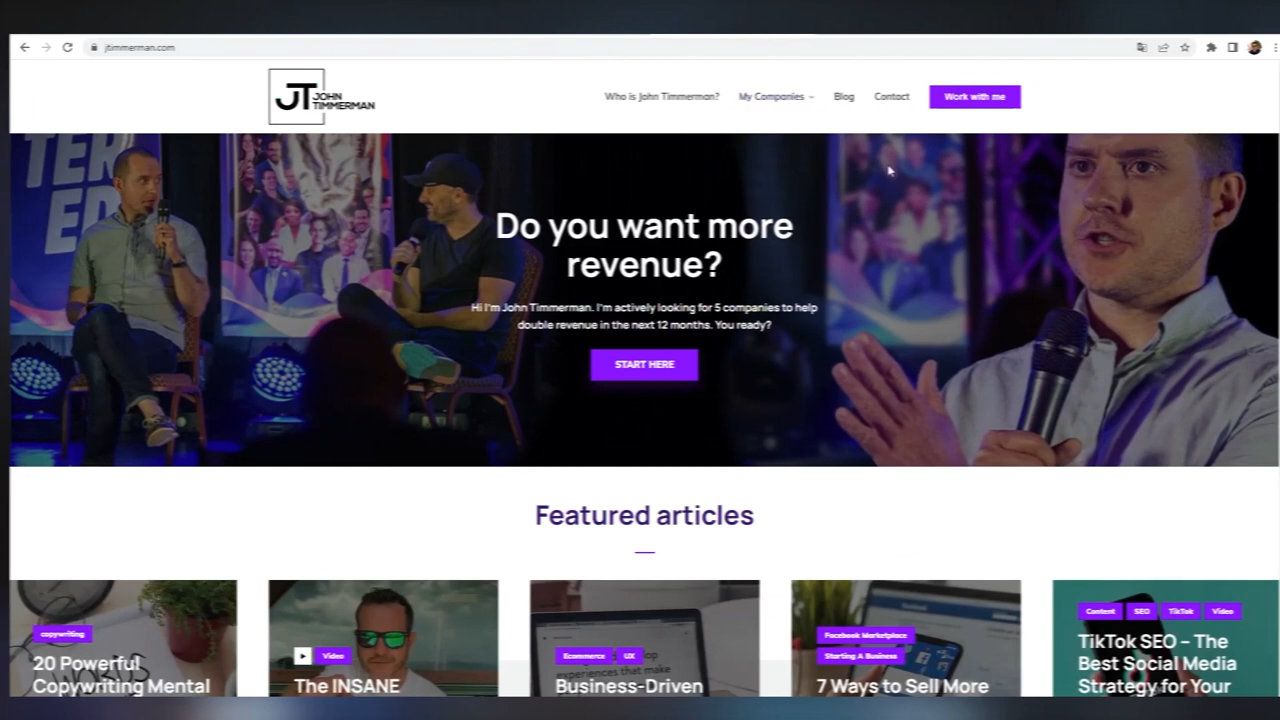 jtimmerman.com
JT JOHN
TIMMERMAN
Who is John Timmerman? My Companies Blog Contact Work with me
TER
ED
Do you want more
revenue?
Hi I'm John Timmerman. I'm actively looking for 5 companies to help
double revenue in the next 12 months. You ready?
START HERE
Featured articles
copywriting
20 Powerful
Copywriting Mental
Video
The INSANE
Ecommerce UX
Business-Driven
Facebook Marketplace
Starting A Business
7 Ways to Sell More
Content SEO TikTok Video
TikTok SEO – The
Best Social Media
Strategy for Your